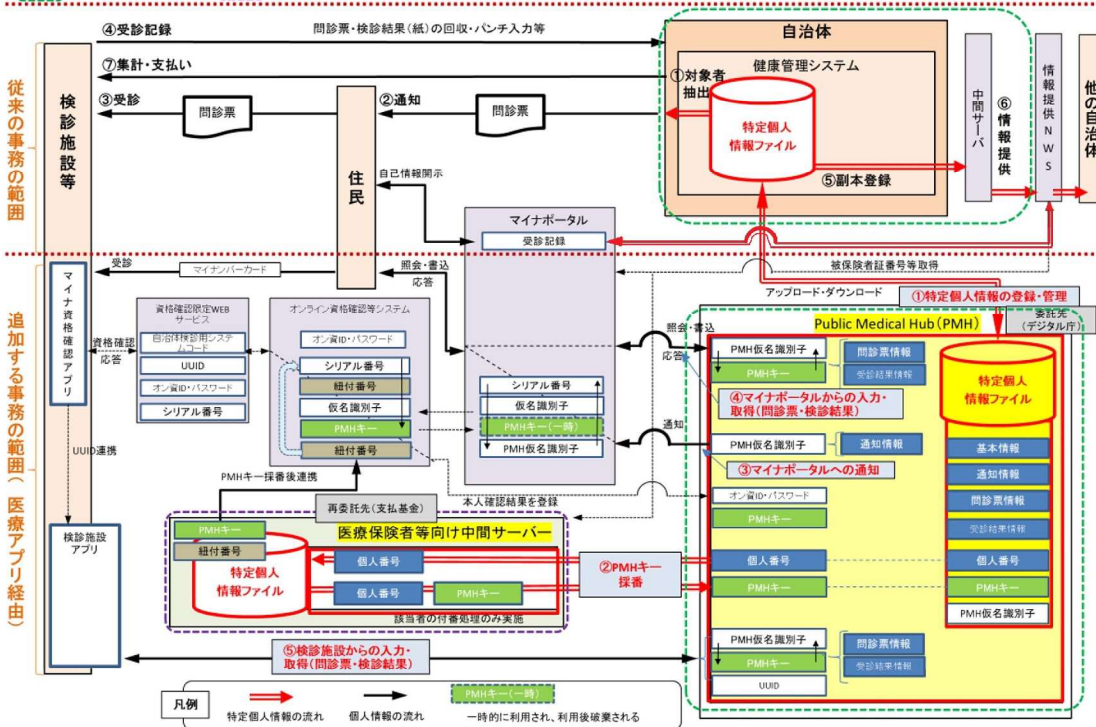 ④受診記録
問診票・検診結果(紙)の回収・パンチ入力等
⑦集計・支払い
③受診
問診票
②通知
問診票
自治体
健康管理システム
①対象者
抽出
特定個人
情報ファイル
⑤副本登録
中間サーバ
⑥情報提供
情報提供NWS
他の自治体
従来の事務の範囲
検診施設等
住民
自己情報開示
マイナポータル
受診記録
被保険者証番号等取得
追加する事務の範囲(医療アプリ経由)
マイナ資格確認アプリ
受診
マイナンバーカード
照会・書込
応答
資格確認
応答
資格確認限定WEB
サービス
自治体検診用システム
コード
UUID
オン資ID・パスワード
シリアル番号
オンライン資格確認等システム
オン資ID・パスワード
シリアル番号
紐付番号
仮名識別子
PMHキー
紐付番号
シリアル番号
仮名識別子
PMHキー(一時)
PMH仮名識別子
UUID連携
検診施設
アプリ
PMHキー採番後連携
本人確認結果を登録
再委託先(支払基金)
医療保険者等向け中間サーバー
PMHキー
紐付番号
特定個人
情報ファイル
個人番号
個人番号
PMHキー
該当者の付番処理のみ実施
②PMHキー
採番
⑤検診施設からの入力・
取得(問診票・検診結果)
アップロード・ダウンロード
①特定個人情報の登録・管理
委託先
(デジタル庁)
Public Medical Hub(PMH)
照会・書込
応答
PMH仮名識別子
PMHキー
問診票情報
受診結果情報
④マイナポータルからの入力・
取得(問診票・検診結果)
通知
PMH仮名識別子
通知情報
③マイナポータルへの通知
オン資ID・パスワード
PMHキー
個人番号
PMHキー
PMH仮名識別子
PMHキー
UUID
問診票情報
受診結果情報
特定個人
情報ファイル
基本情報
通知情報
問診票情報
受診結果情報
個人番号
PMHキー
PMH仮名識別子
凡例
特定個人情報の流れ
個人情報の流れ
PMHキー(一時)
一時的に利用され、利用後破棄される